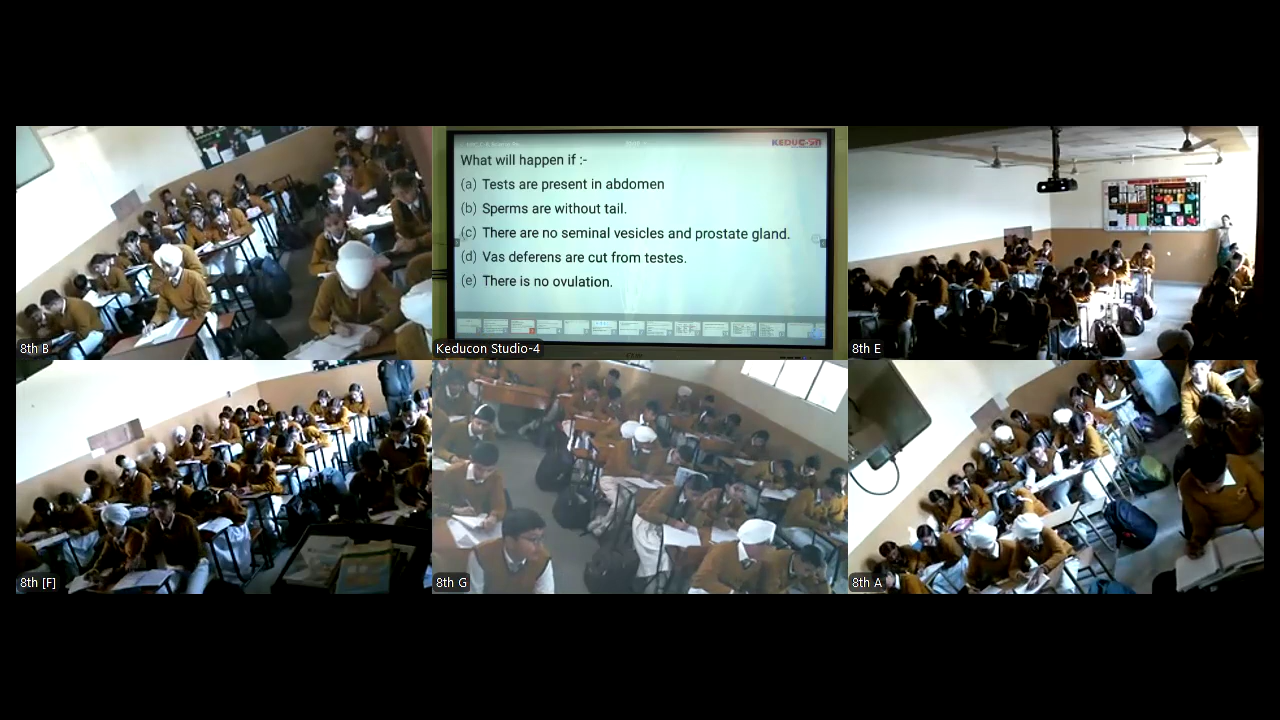 KEDUCON
What will happen if :-
(a) Tests are present in abdomen
(b) Sperms are without tail.
(c) There are no seminal vesicles and prostate gland.
(d) Vas deferens are cut from testes.
(e) There is no ovulation.
8th B
Keducon Studio-4
8th E
8th [F]
8th G
8th A